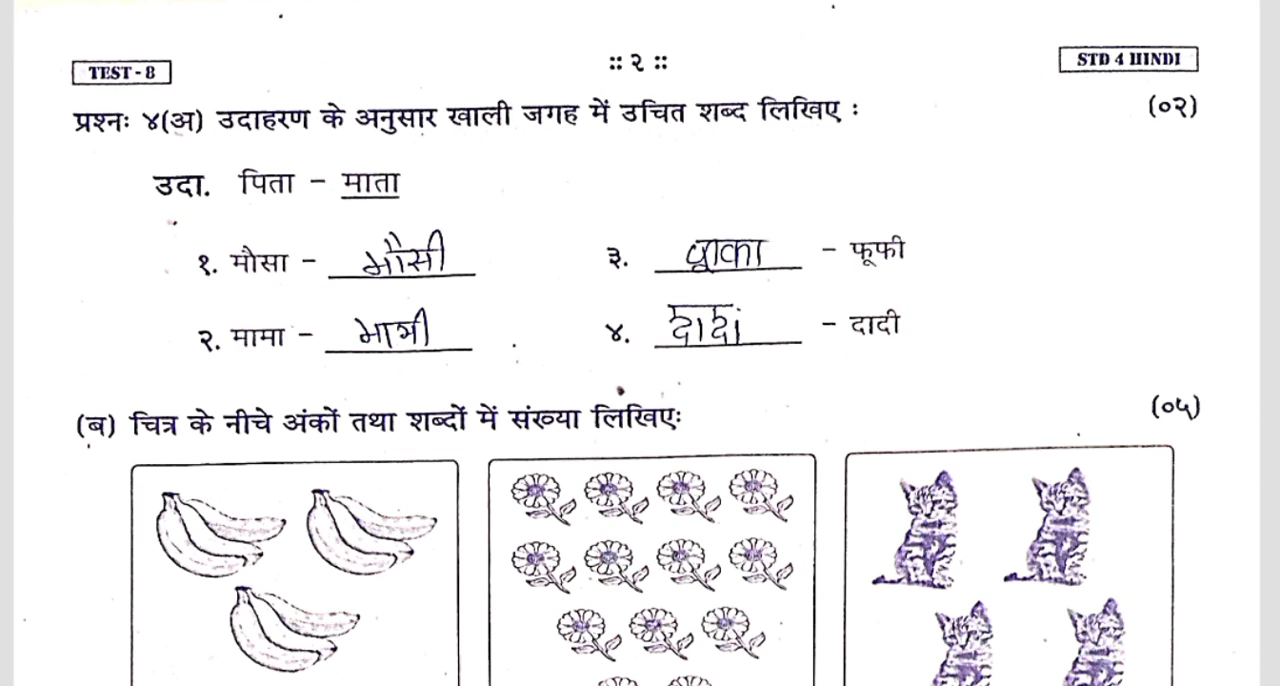 TEST - 8 :: २ :: STD 4 HINDI
प्रश्नः ४(अ) उदाहरण के अनुसार खाली जगह में उचित शब्द लिखिए : (०२)
उदा. पिता - माता
१. मौसा - मौसी ३. - फूफी
२. मामा - मामी ४. दादा - दादी
(ब) चित्र के नीचे अंकों तथा शब्दों में संख्या लिखिएः (०५)